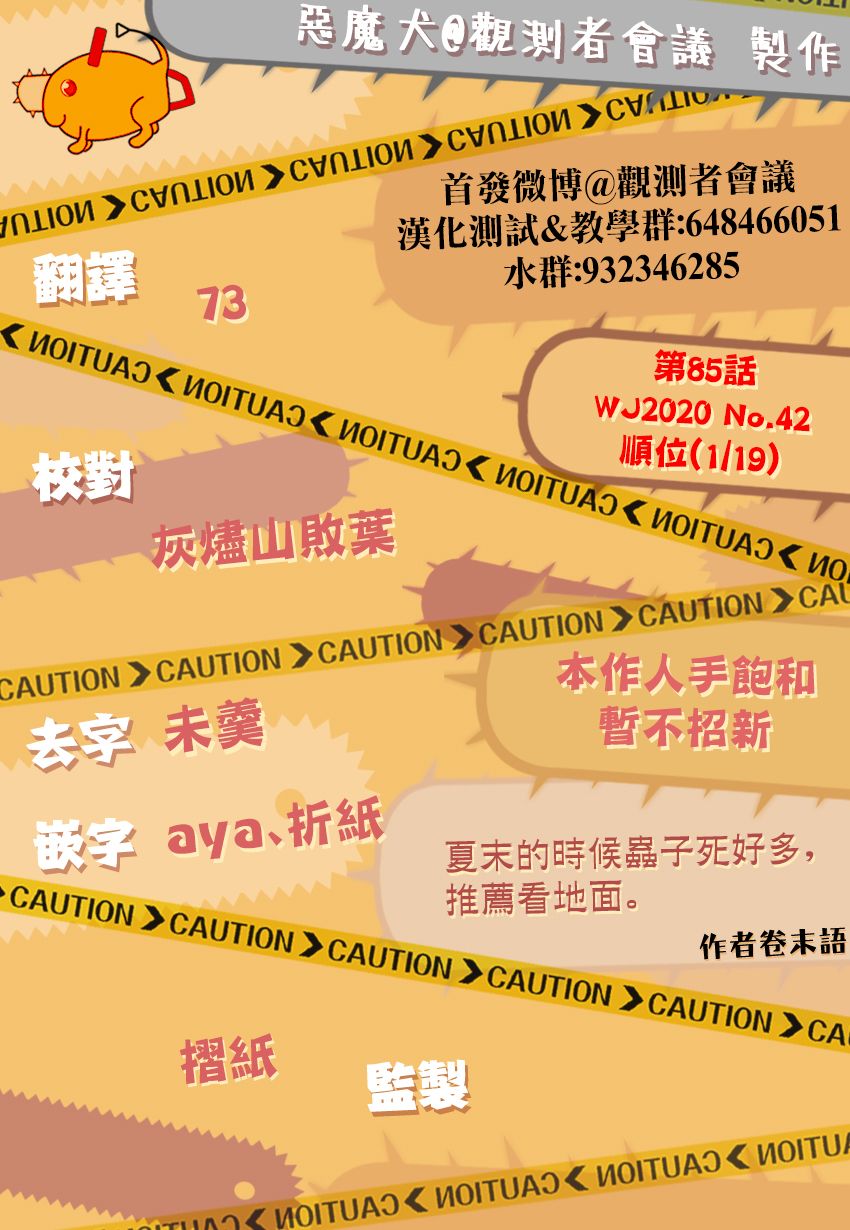 惡魔犬@觀測者會議 製作
CAUTION CAUTION CAUTION CAUTION
首發微博@觀測者會議
漢化測試&教學群:648466051
水群:932346285
翻譯 73
CAUTION CAUTION CAUTION CAUTION CAUTION
第85話
WJ2020 No.42
順位(1/19)
校對
灰燼山敗葉
CAUTION CAUTION CAUTION CAUTION CAUTION
本作人手飽和
暫不招新
去字 未羹
嵌字 aya、折紙
夏末的時候蟲子死好多，
推薦看地面。
作者卷末語
CAUTION CAUTION CAUTION CAUTION CAUTION
摺紙 監製
CAUTION CAUTION CAUTION